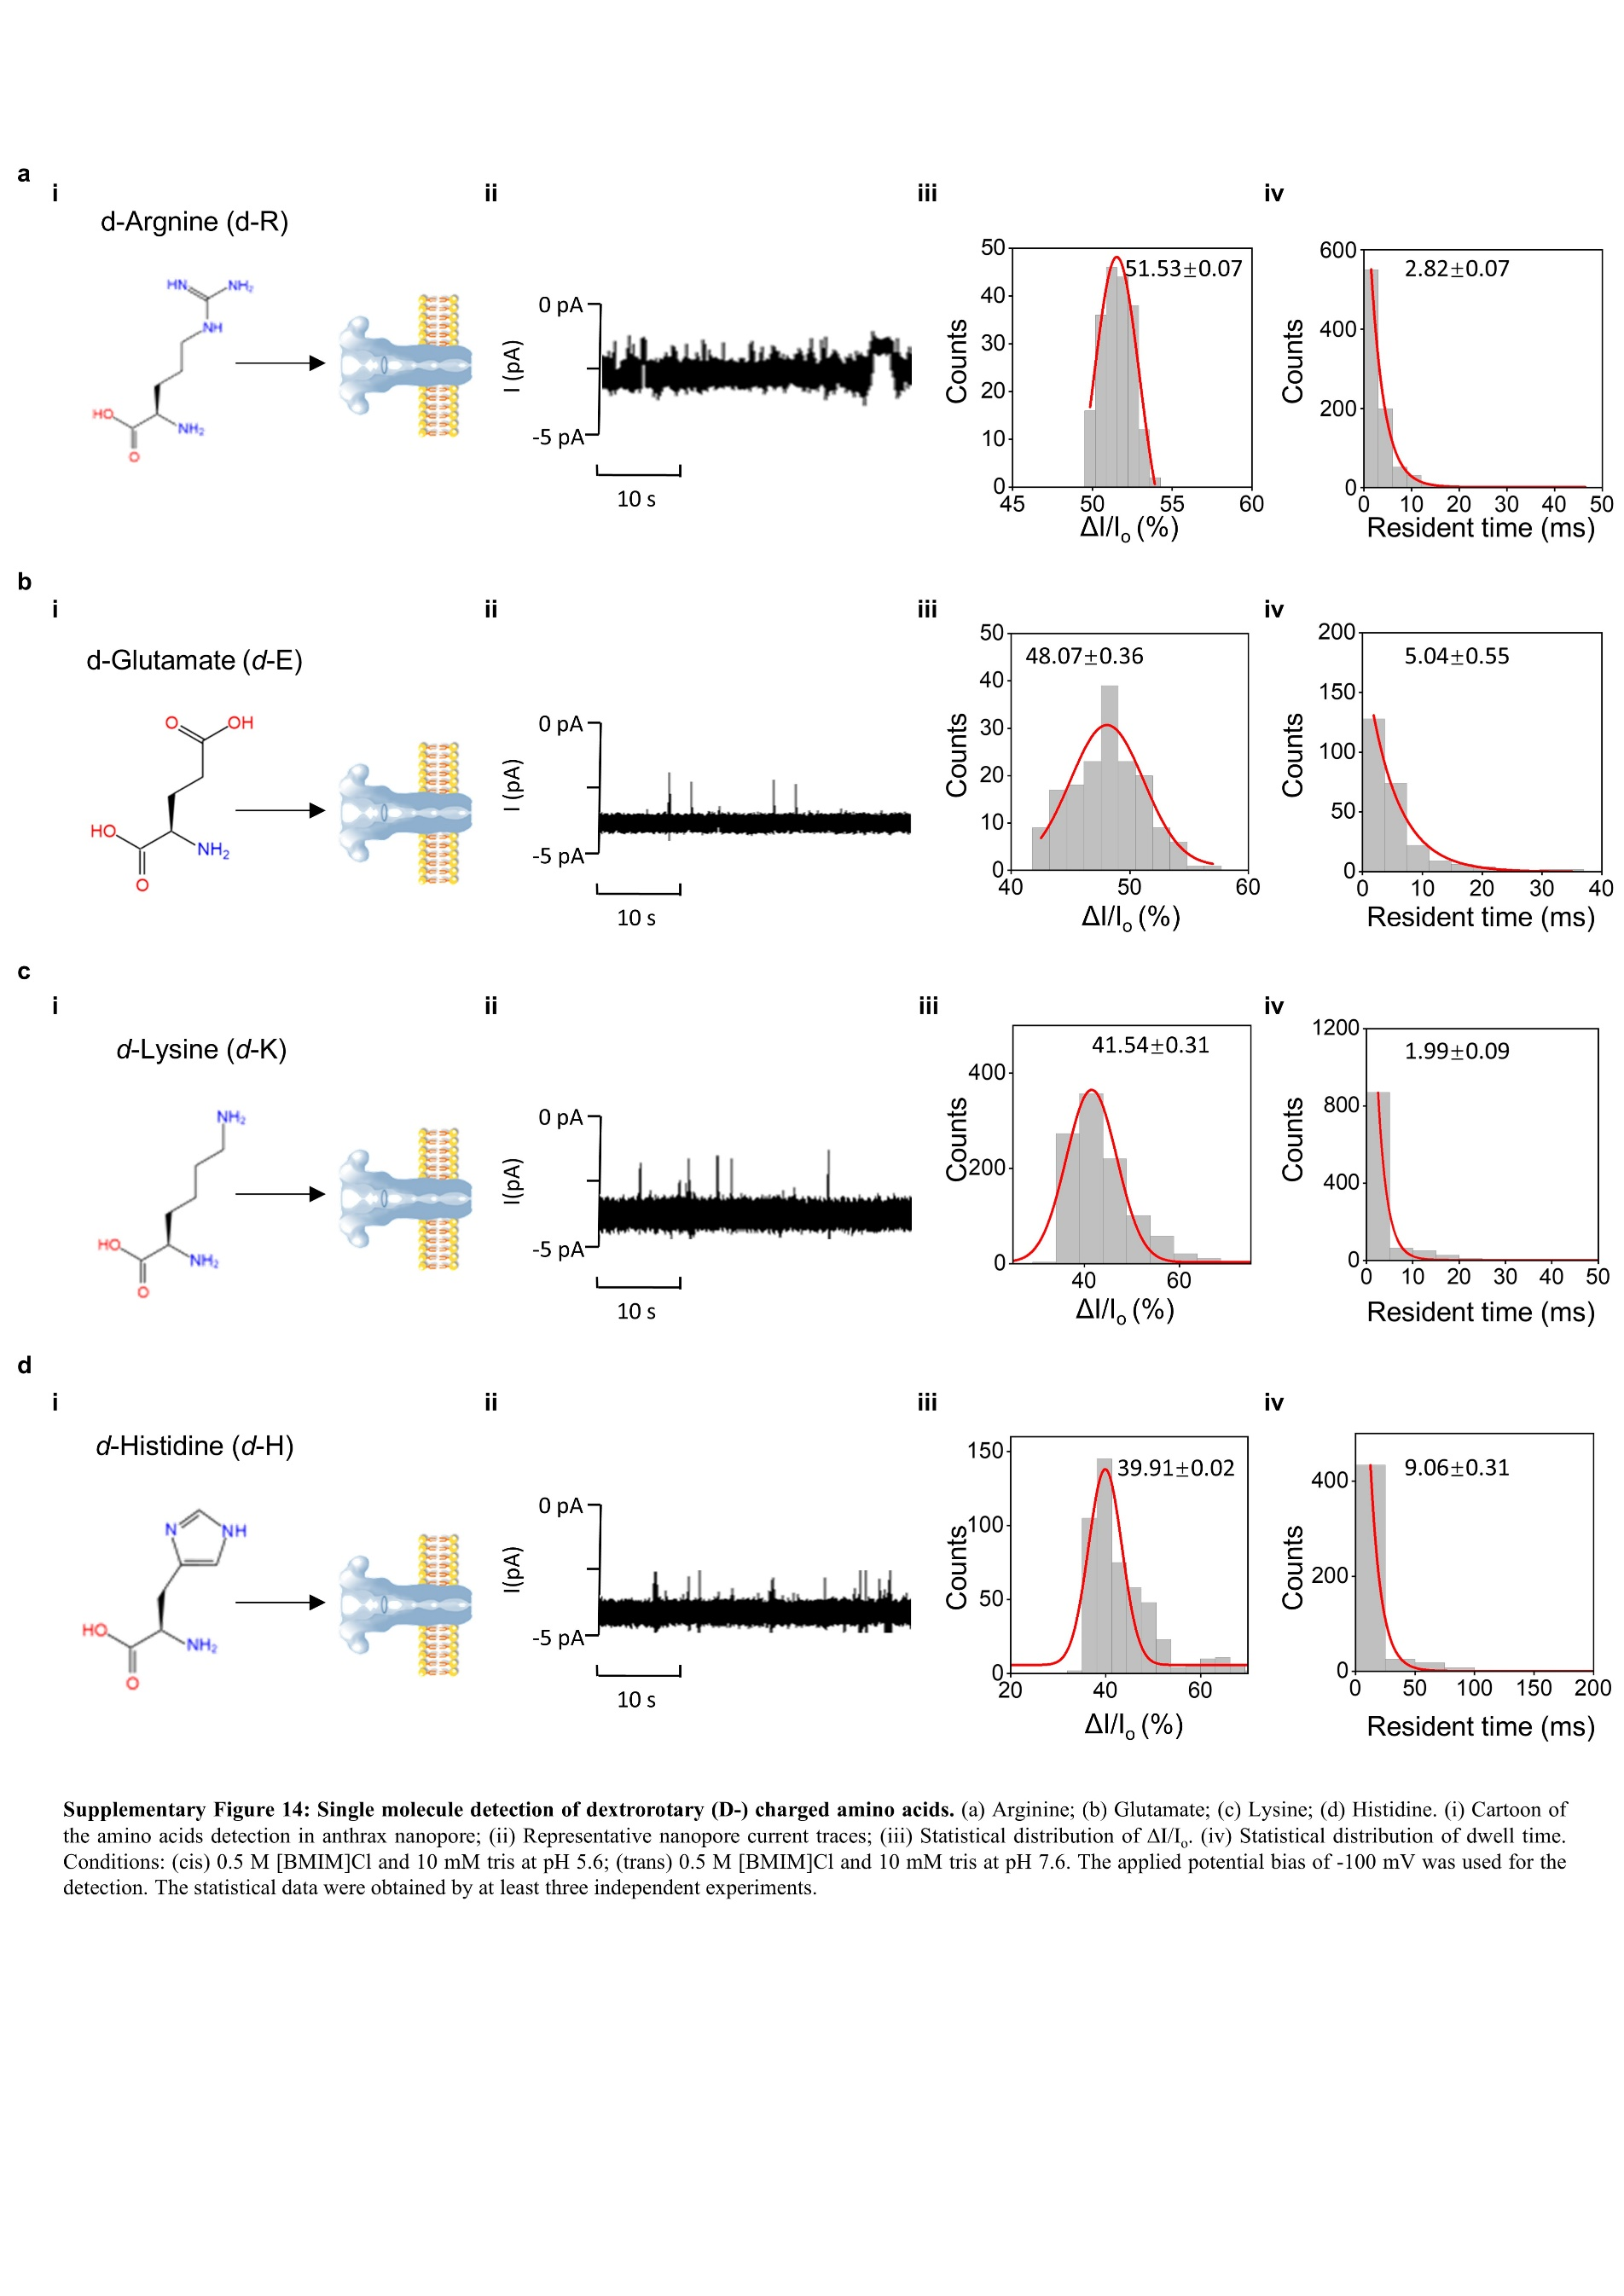 a
i
ii
iii
iv
d-Argnine (d-R)
HN
NH₂
NH
HO
NH₂
O
0 pA
I (pA)
-5 pA
10 s
50
40
30
20
10
0
Counts
51.53±0.07
45 50 55 60
ΔI/Iₒ (%)
600
400
200
0
Counts
2.82±0.07
0 10 20 30 40 50
Resident time (ms)
b
i
ii
iii
iv
d-Glutamate (d-E)
O
OH
HO
NH₂
O
0 pA
I (pA)
-5 pA
10 s
50
40
30
20
10
0
Counts
48.07±0.36
40 50 60
ΔI/Iₒ (%)
200
150
100
50
0
Counts
5.04±0.55
0 10 20 30 40
Resident time (ms)
c
i
ii
iii
iv
d-Lysine (d-K)
NH₂
HO
NH₂
O
0 pA
I(pA)
-5 pA
10 s
400
200
0
Counts
41.54±0.31
40 60
ΔI/Iₒ (%)
1200
800
400
0
Counts
1.99±0.09
0 10 20 30 40 50
Resident time (ms)
d
i
ii
iii
iv
d-Histidine (d-H)
N
NH
HO
NH₂
O
0 pA
I(pA)
-5 pA
10 s
150
100
50
0
Counts
39.91±0.02
20 40 60
ΔI/Iₒ (%)
400
200
0
Counts
9.06±0.31
0 50 100 150 200
Resident time (ms)
Supplementary Figure 14: Single molecule detection of dextrorotary (D-) charged amino acids. (a) Arginine; (b) Glutamate; (c) Lysine; (d) Histidine. (i) Cartoon of
the amino acids detection in anthrax nanopore; (ii) Representative nanopore current traces; (iii) Statistical distribution of ΔI/Iₒ. (iv) Statistical distribution of dwell time.
Conditions: (cis) 0.5 M [BMIM]Cl and 10 mM tris at pH 5.6; (trans) 0.5 M [BMIM]Cl and 10 mM tris at pH 7.6. The applied potential bias of -100 mV was used for the
detection. The statistical data were obtained by at least three independent experiments.